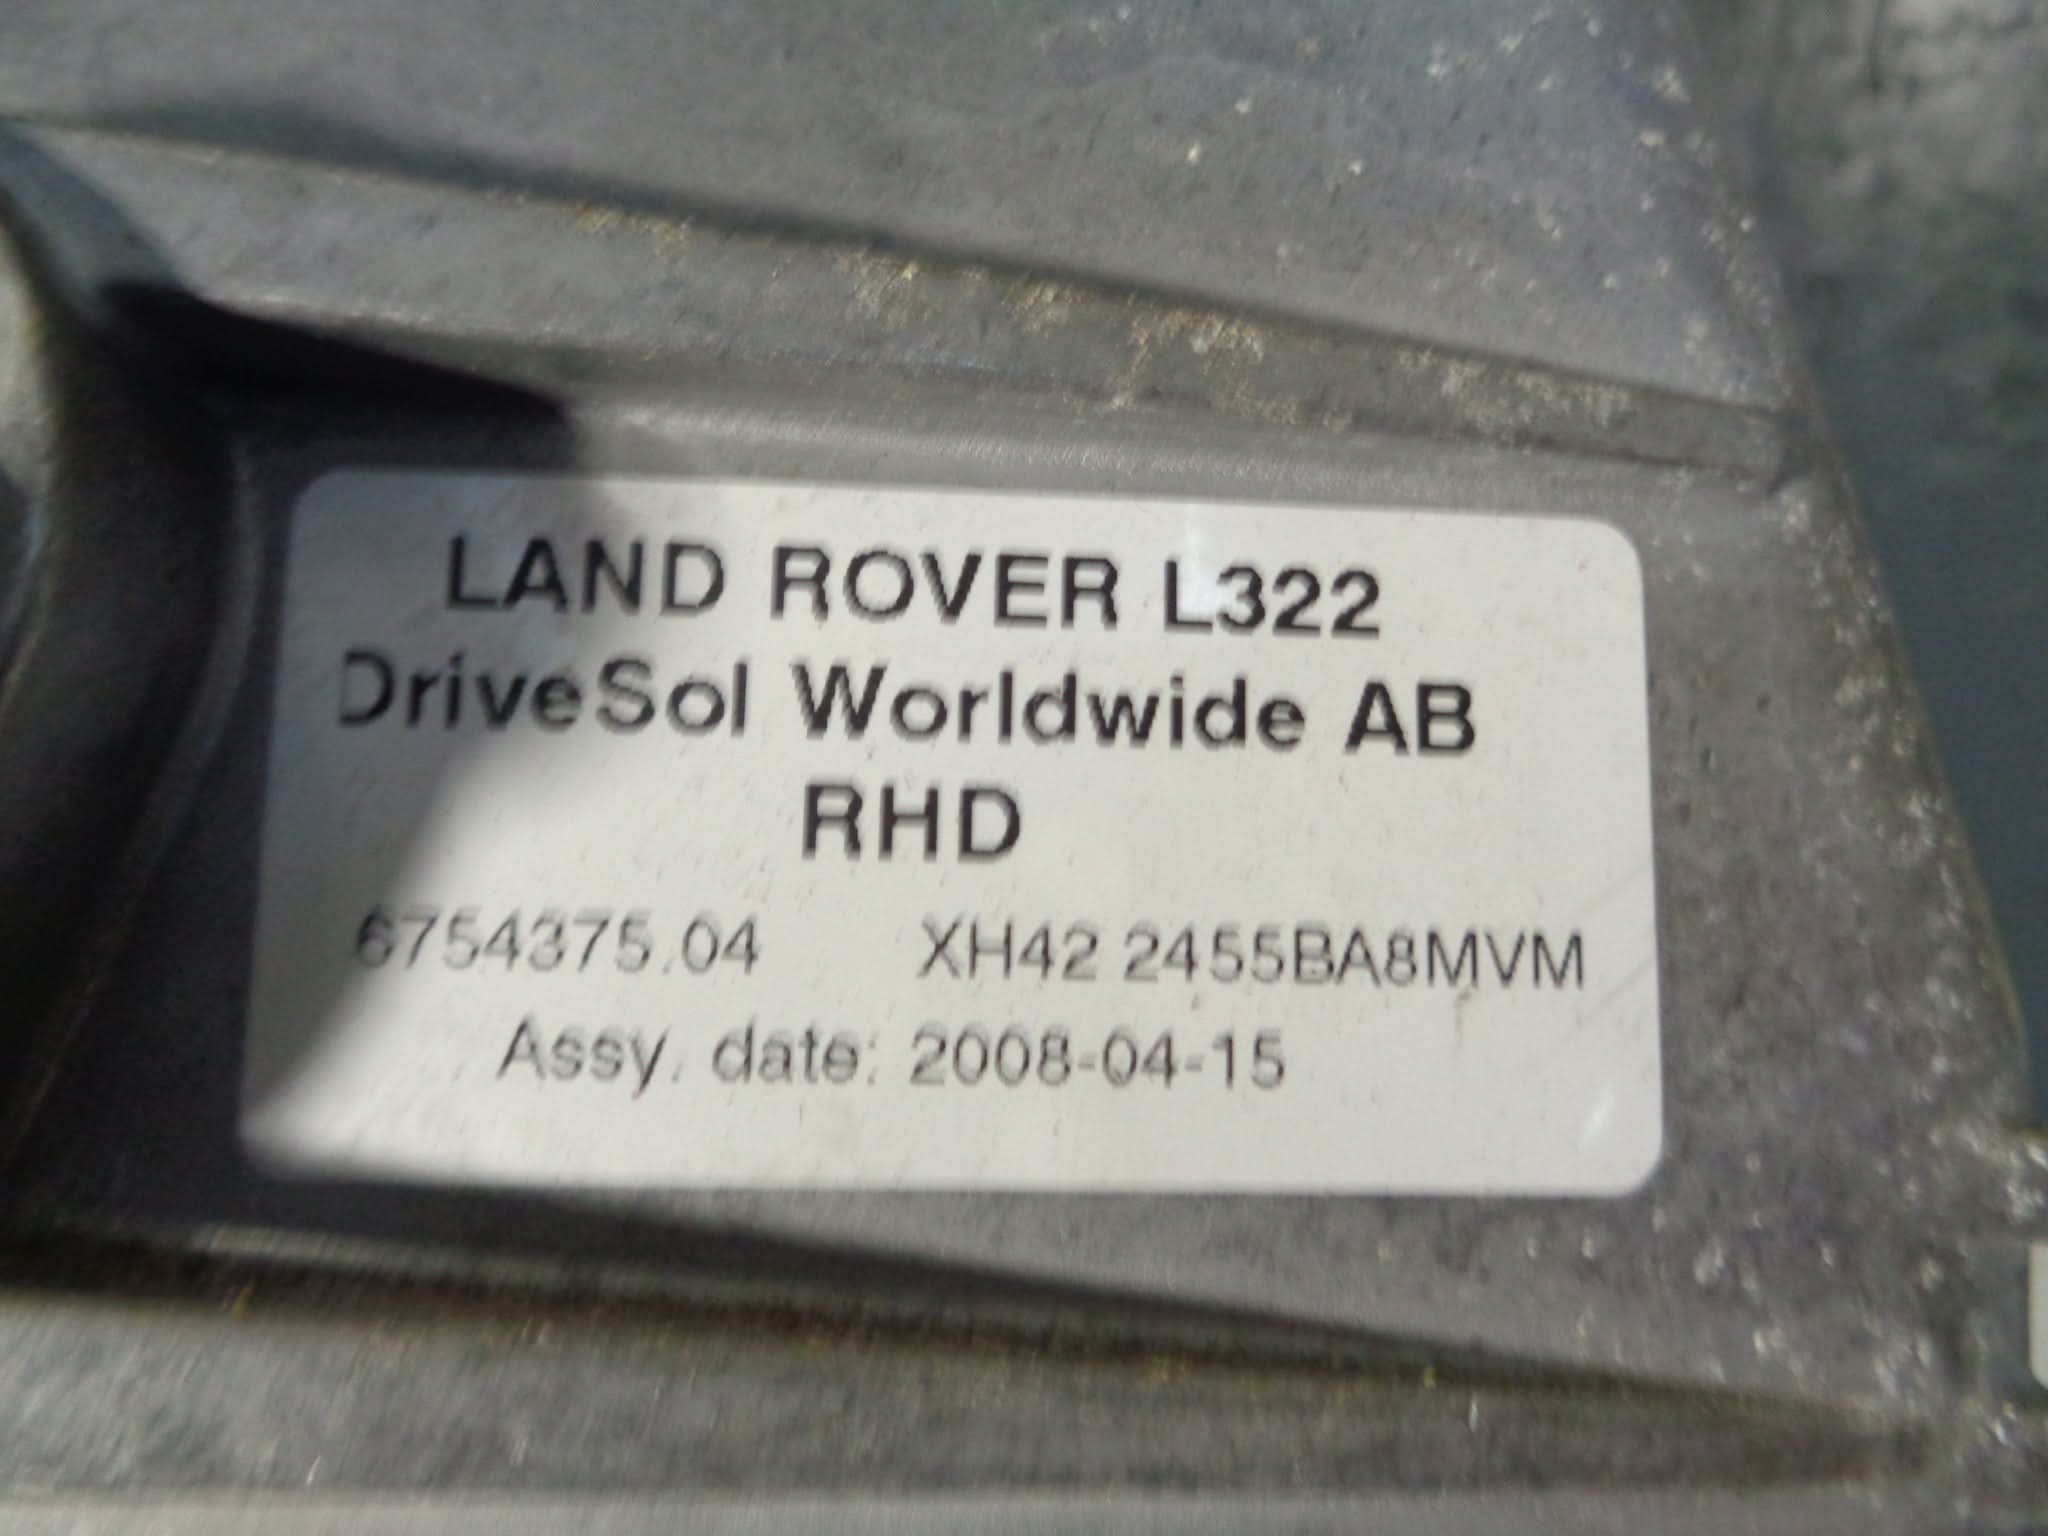 LAND ROVER L322
DriveSol Worldwide AB
RHD
6754375.04 XH42 2455BA8MVM
Assy. date: 2008-04-15